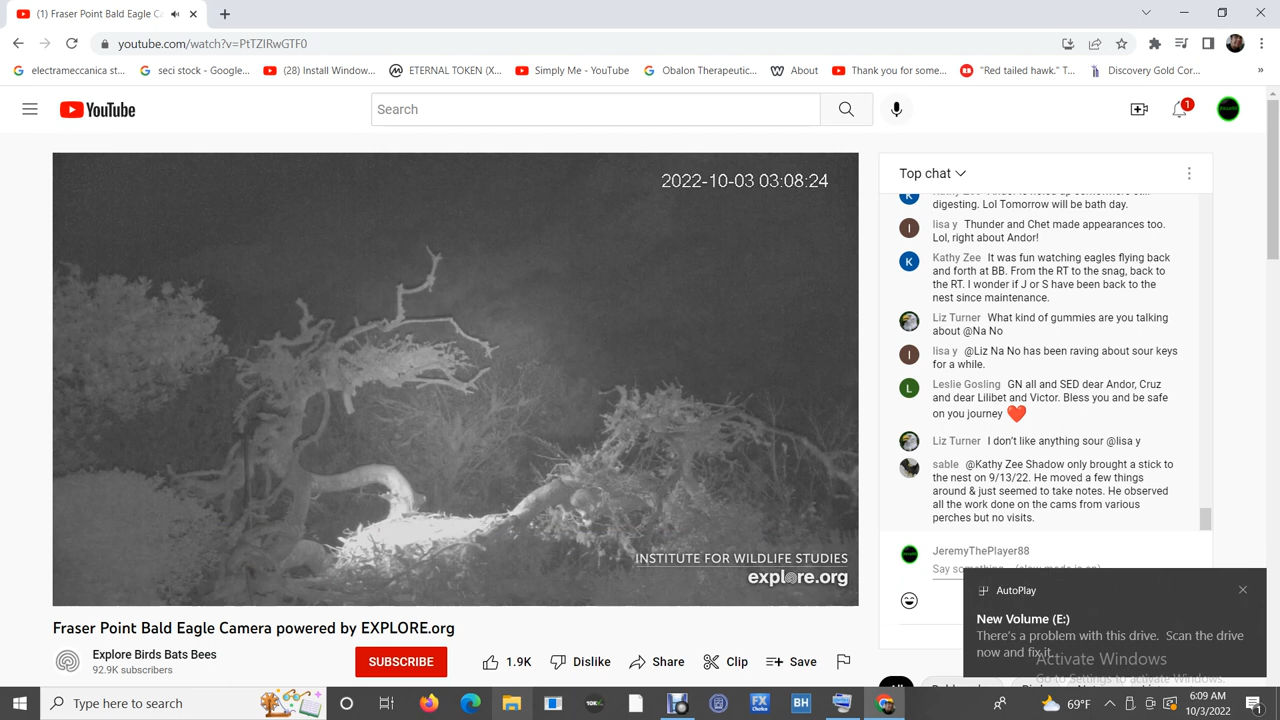 (1) Fraser Point Bald Eagle Ca
youtube.com/watch?v=PtTZlRwGTF0
electrameccanica st... seci stock - Google... (28) Install Window... ETERNAL TOKEN (X... Simply Me - YouTube Obalon Therapeutic... About Thank you for some... "Red tailed hawk." T... Discovery Gold Cor... »
YouTube
Search
1
2022-10-03 03:08:24
INSTITUTE FOR WILDLIFE STUDIES
explore.org
Top chat
digesting. Lol Tomorrow will be bath day.
lisa y Thunder and Chet made appearances too.
Lol, right about Andor!
Kathy Zee It was fun watching eagles flying back
and forth at BB. From the RT to the snag, back to
the RT. I wonder if J or S have been back to the
nest since maintenance.
Liz Turner What kind of gummies are you talking
about @Na No
lisa y @Liz Na No has been raving about sour keys
for a while.
Leslie Gosling GN all and SED dear Andor, Cruz
and dear Lilibet and Victor. Bless you and be safe
on you journey ❤️
Liz Turner I don't like anything sour @lisa y
sable @Kathy Zee Shadow only brought a stick to
the nest on 9/13/22. He moved a few things
around & just seemed to take notes. He observed
all the work done on the cams from various
perches but no visits.
JeremyThePlayer88
Fraser Point Bald Eagle Camera powered by EXPLORE.org
Explore Birds Bats Bees
92.9K subscribers
SUBSCRIBE
1.9K
Dislike
Share
Clip
Save
AutoPlay
New Volume (E:)
There's a problem with this drive. Scan the drive
now and fix it.
Activate Windows
Go to Settings to activate Windows.
Type here to search
69°F
6:09 AM
10/3/2022
1